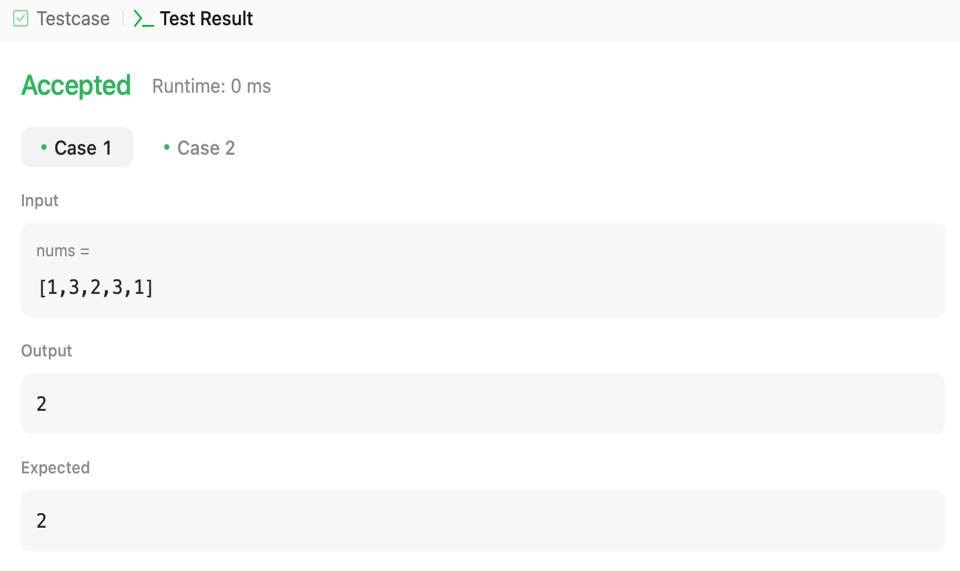 Testcase >_ Test Result
Accepted Runtime: 0 ms
Case 1 Case 2
Input
nums =
[1,3,2,3,1]
Output
2
Expected
2